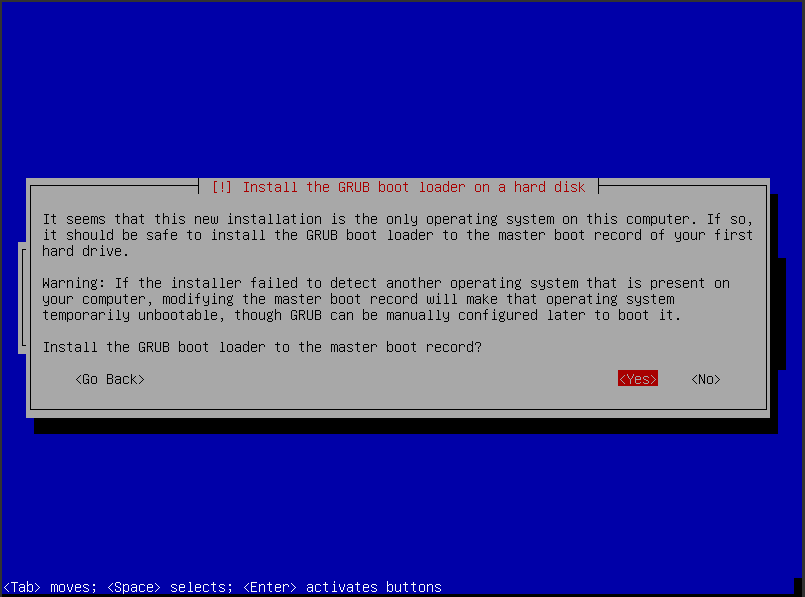 [!] Install the GRUB boot loader on a hard disk
It seems that this new installation is the only operating system on this computer. If so,
it should be safe to install the GRUB boot loader to the master boot record of your first
hard drive.
Warning: If the installer failed to detect another operating system that is present on
your computer, modifying the master boot record will make that operating system
temporarily unbootable, though GRUB can be manually configured later to boot it.
Install the GRUB boot loader to the master boot record?
<Go Back> <Yes> <No>
<Tab> moves; <Space> selects; <Enter> activates buttons